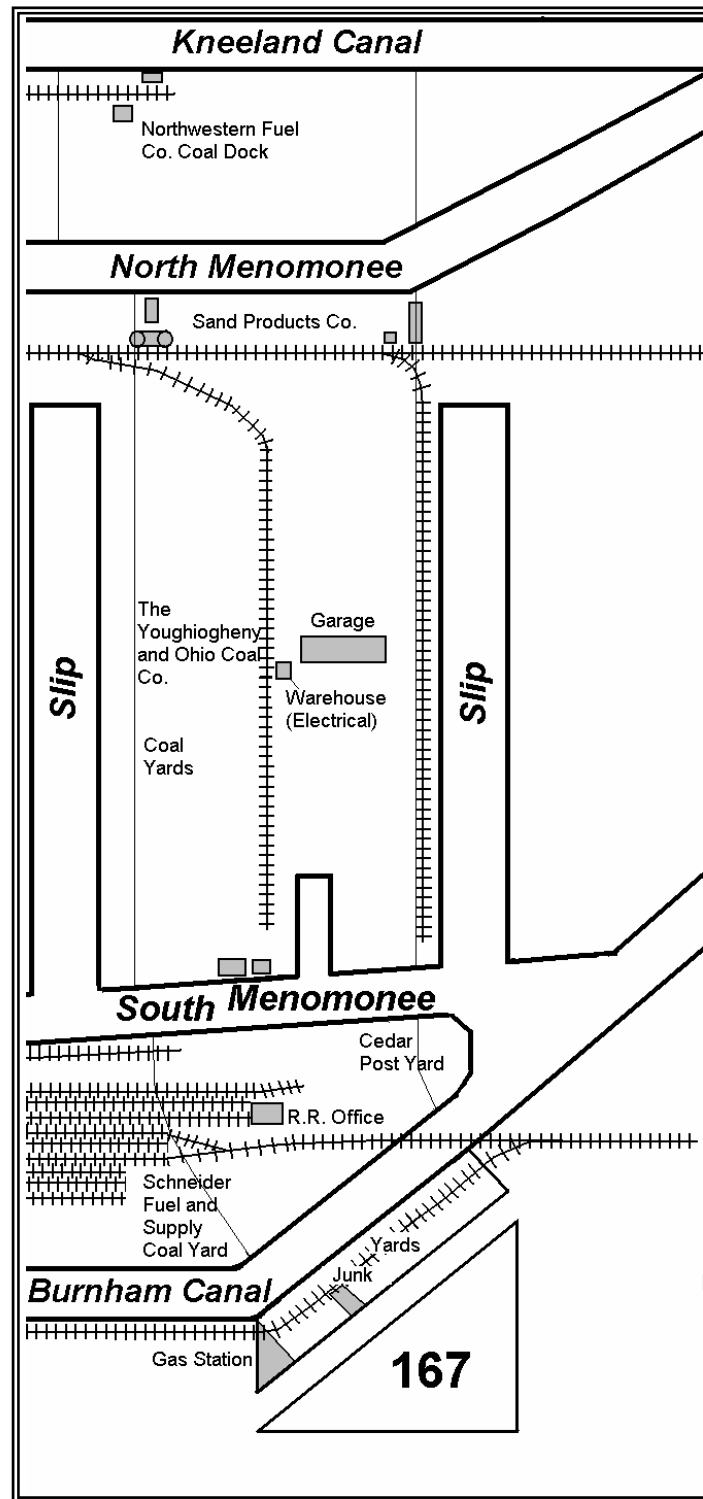 Kneeland Canal
Northwestern Fuel
Co. Coal Dock
North Menomonee
Sand Products Co.
The
Youghiogheny
and Ohio Coal
Co.
Garage
Slip
Warehouse
(Electrical)
Slip
Coal
Yards
South Menomonee
Cedar
Post Yard
R.R. Office
Schneider
Fuel and
Supply
Coal Yard
Yards
Junk
Burnham Canal
Gas Station
167